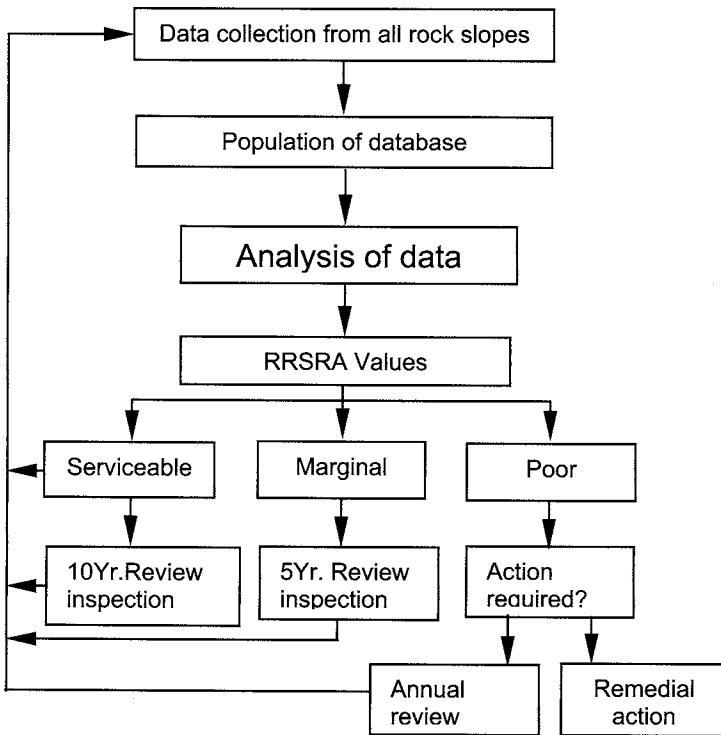 Data collection from all rock slopes
Population of database
Analysis of data
RRSRA Values
Serviceable
Marginal
Poor
10Yr.Review
inspection
5Yr. Review
inspection
Action
required?
Annual
review
Remedial
action